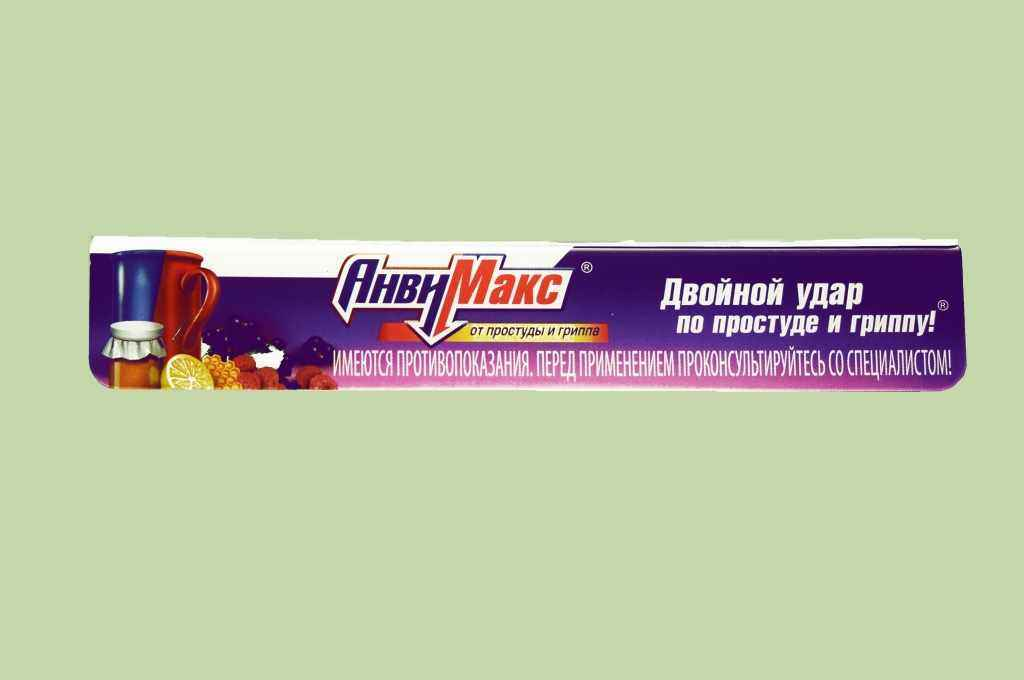 АнвиМакс®
от простуды и гриппа
Двойной удар
по простуде и гриппу!®
ИМЕЮТСЯ ПРОТИВОПОКАЗАНИЯ. ПЕРЕД ПРИМЕНЕНИЕМ ПРОКОНСУЛЬТИРУЙТЕСЬ СО СПЕЦИАЛИСТОМ!